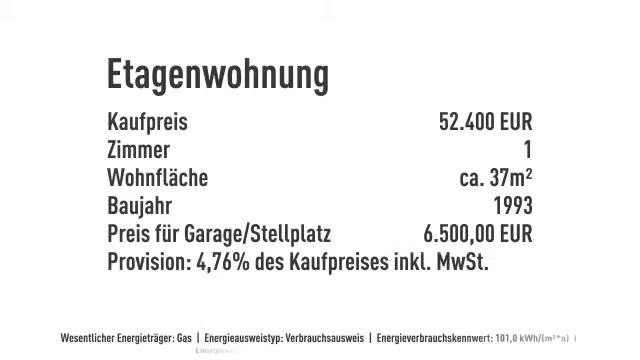 Etagenwohnung
Kaufpreis 52.400 EUR
Zimmer 1
Wohnfläche ca. 37m²
Baujahr 1993
Preis für Garage/Stellplatz 6.500,00 EUR
Provision: 4,76% des Kaufpreises inkl. MwSt.
Wesentlicher Energieträger: Gas | Energieausweistyp: Verbrauchsausweis | Energieverbrauchskennwert: 101,0 kWh/(m²*a) |